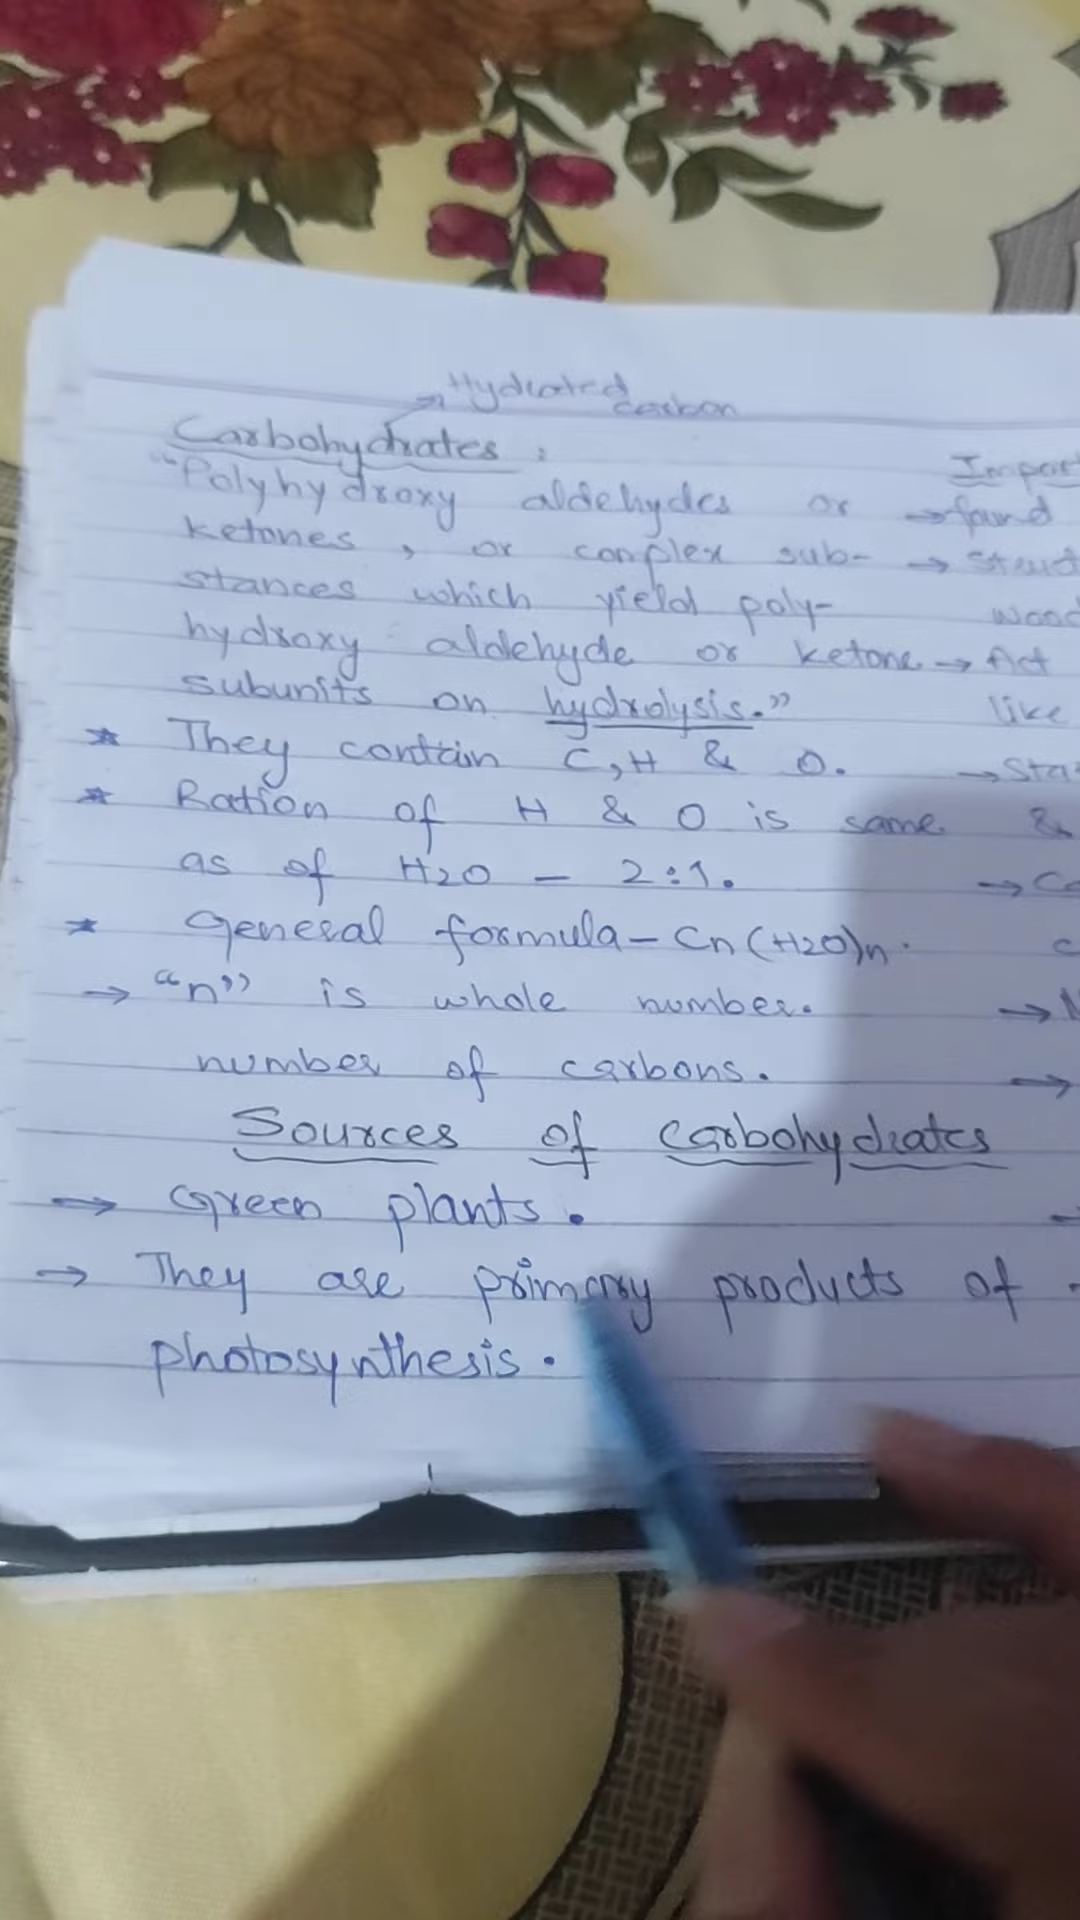 Hydrated
carbon
Carbohydrates :
"Polyhydroxy aldehydes or
ketones, or complex sub-
stances which yield poly-
hydroxy aldehyde or ketone
subunits on hydrolysis."
* They contain C, H & O.
* Ration of H & O is same
as of H2O - 2:1.
* General formula - Cn(H2O)n.
→ "n" is whole number.
number of carbons.
Sources of Carbohydrates
→ Green plants.
→ They are primary products of
photosynthesis.
→ found
wood
→ Act
like
&